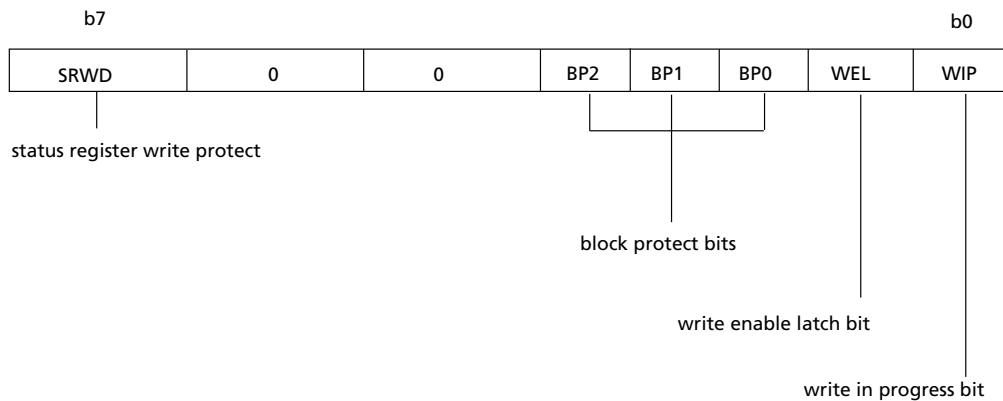 b7 b0
SRWD 0 0 BP2 BP1 BP0 WEL WIP
status register write protect
block protect bits
write enable latch bit
write in progress bit